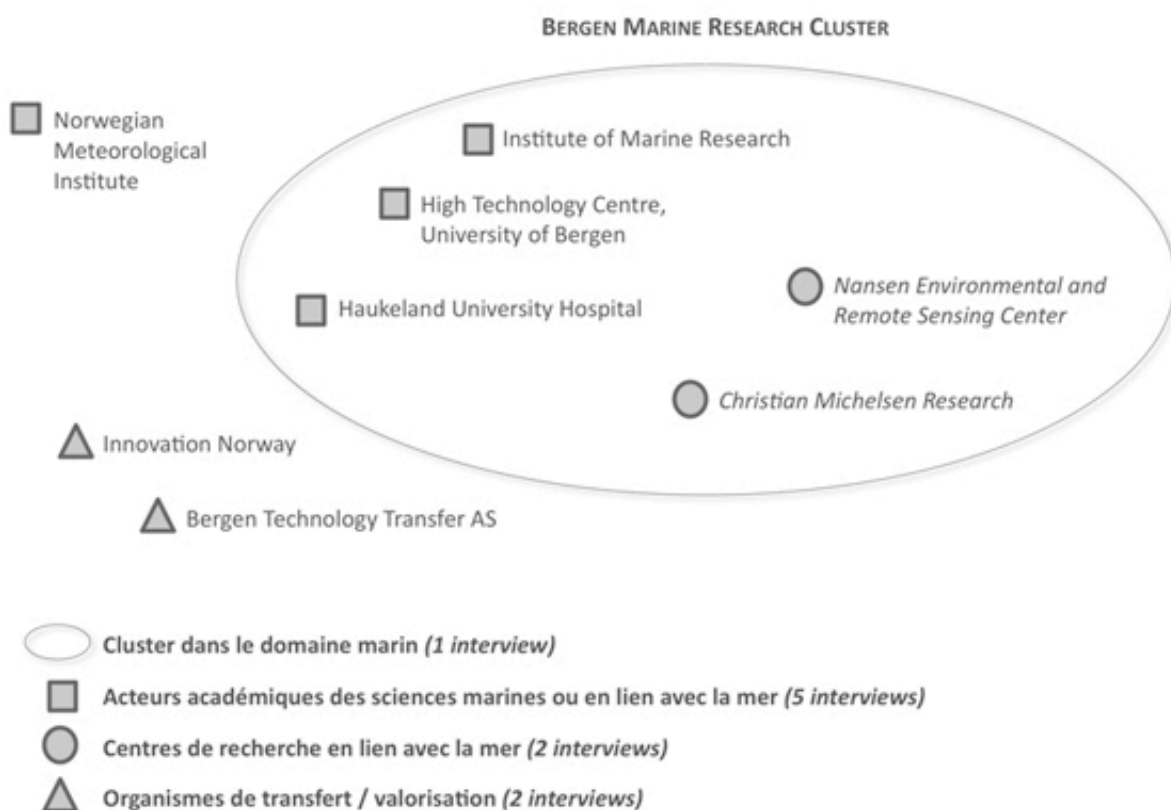 BERGEN MARINE RESEARCH CLUSTER
Norwegian
Meteorological
Institute
Institute of Marine Research
High Technology Centre,
University of Bergen
Haukeland University Hospital
Nansen Environmental and
Remote Sensing Center
Christian Michelsen Research
Innovation Norway
Bergen Technology Transfer AS
Cluster dans le domaine marin (1 interview)
Acteurs académiques des sciences marines ou en lien avec la mer (5 interviews)
Centres de recherche en lien avec la mer (2 interviews)
Organismes de transfert / valorisation (2 interviews)